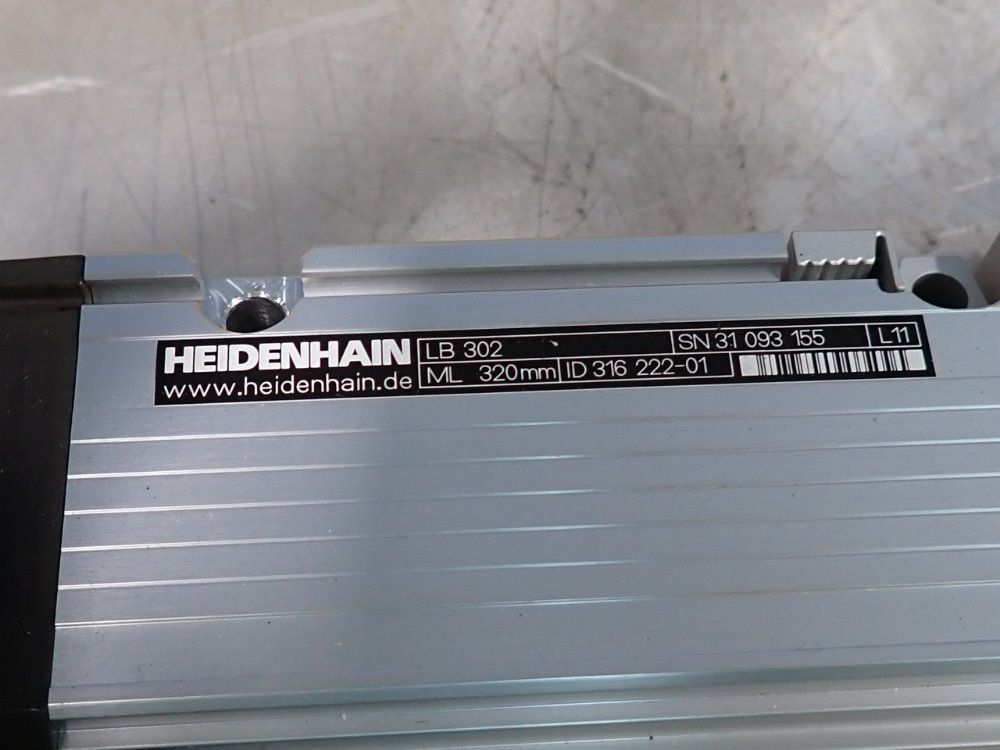 HEIDENHAIN LB 302 SN 31 093 155 L11
www.heidenhain.de ML 320mm ID 316 222-01